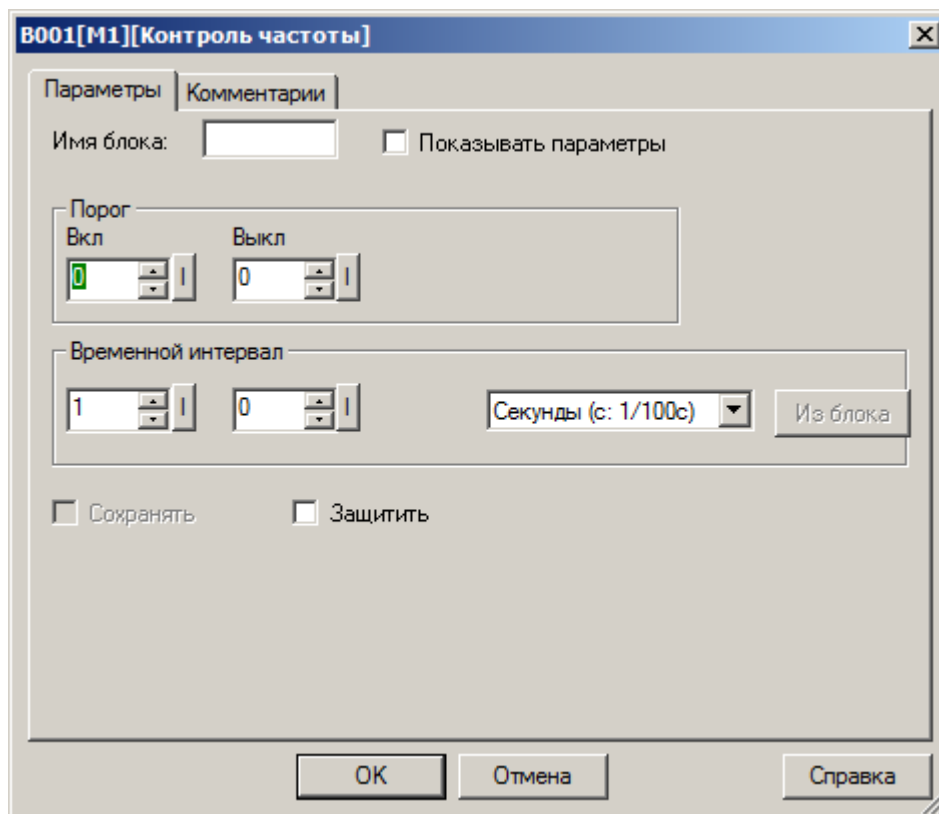 B001[M1][Контроль частоты]
Параметры Комментарии
Имя блока: Показывать параметры
Порог
Вкл Выкл
0 I 0 I
Временной интервал
1 I 0 I Секунды (с: 1/100с) Из блока
Сохранять Защитить
OK Отмена Справка